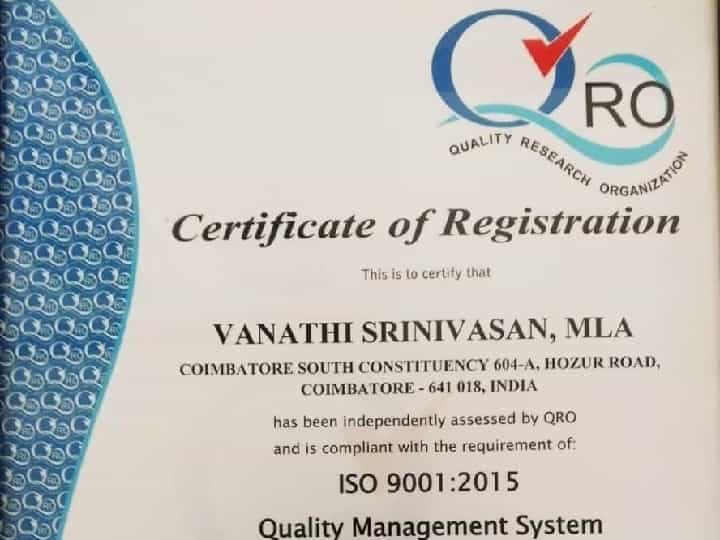 QRO
QUALITY RESEARCH ORGANIZATION
Certificate of Registration
This is to certify that
VANATHI SRINIVASAN, MLA
COIMBATORE SOUTH CONSTITUENCY 604-A, HOZUR ROAD,
COIMBATORE - 641 018, INDIA
has been independently assessed by QRO
and is compliant with the requirement of:
ISO 9001:2015
Quality Management System